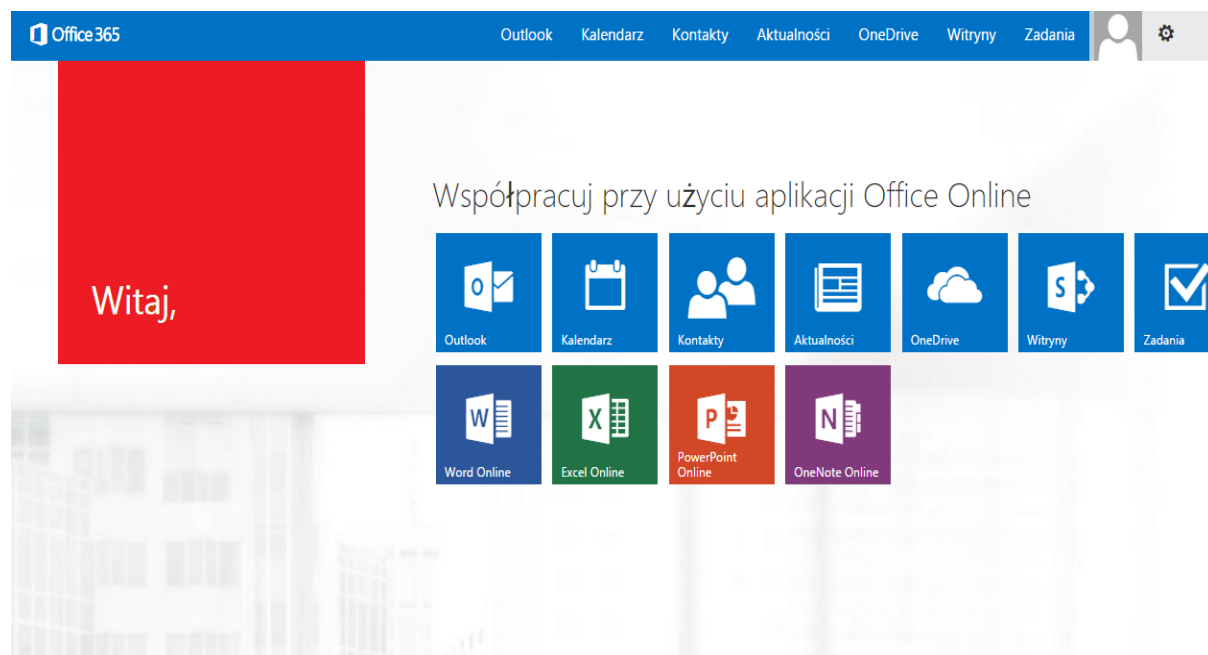 Office 365
Outlook Kalendarz Kontakty Aktualności OneDrive Witryny Zadania
Witaj,
Współpracuj przy użyciu aplikacji Office Online
Outlook Kalendarz Kontakty Aktualności OneDrive Witryny Zadania
Word Online Excel Online PowerPoint Online OneNote Online